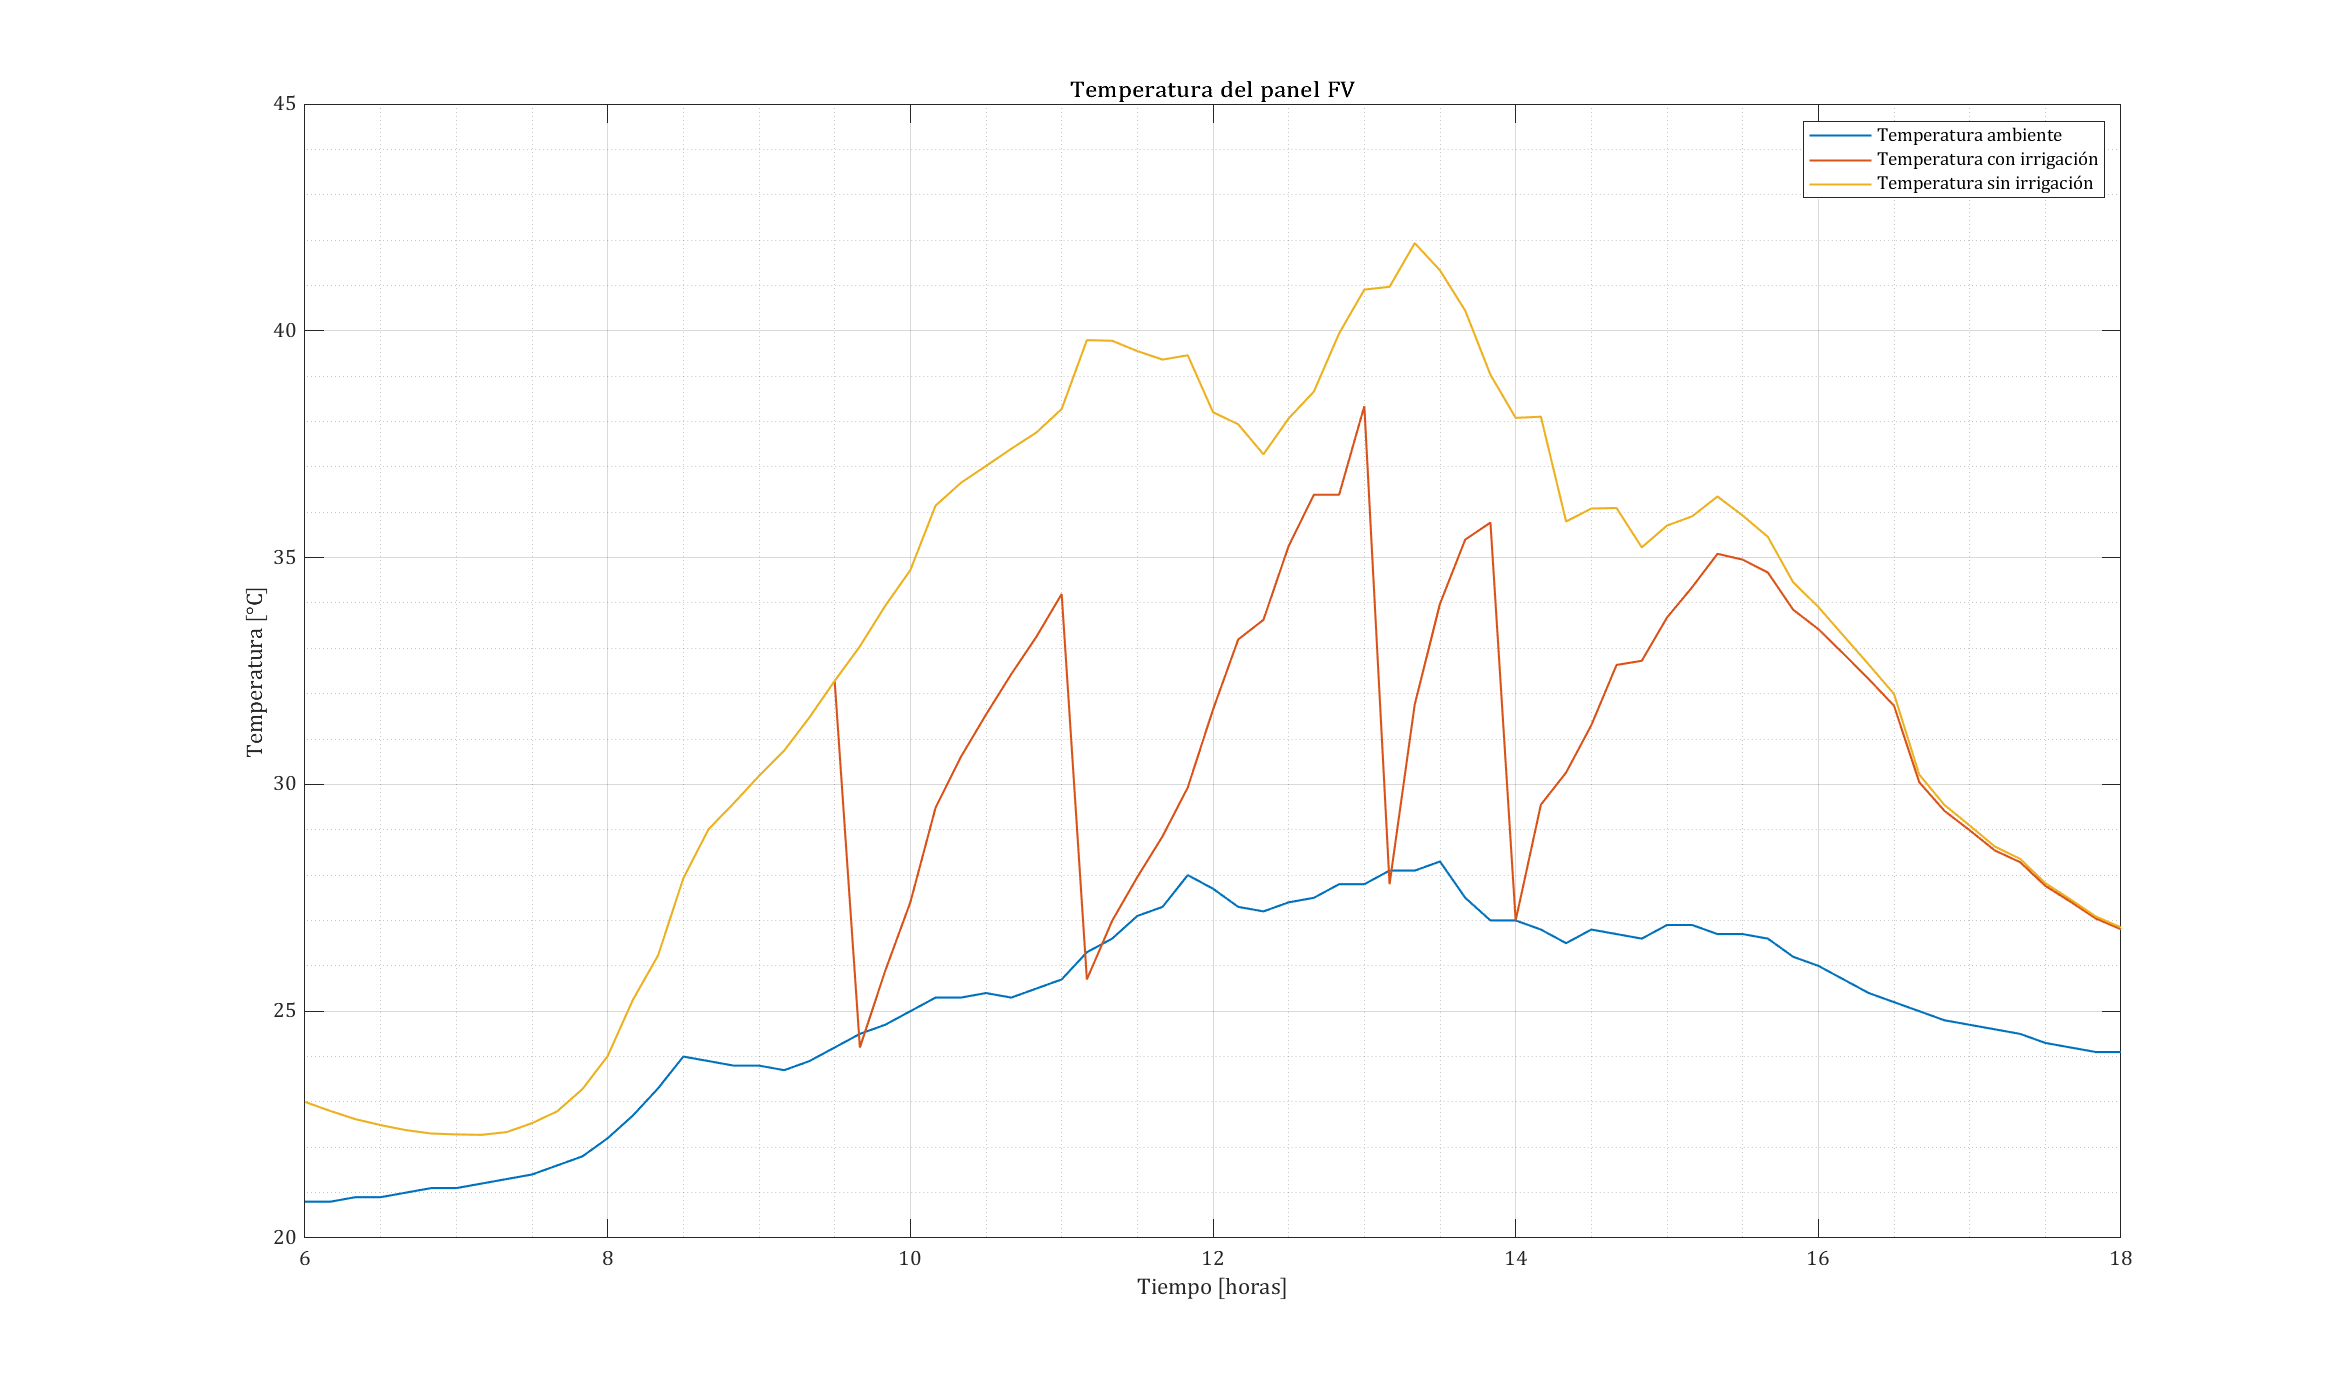 Temperatura del panel FV
45
40
35
30
25
20
Temperatura [°C]
Temperatura ambiente
Temperatura con irrigación
Temperatura sin irrigación
6 8 10 12 14 16 18
Tiempo [horas]